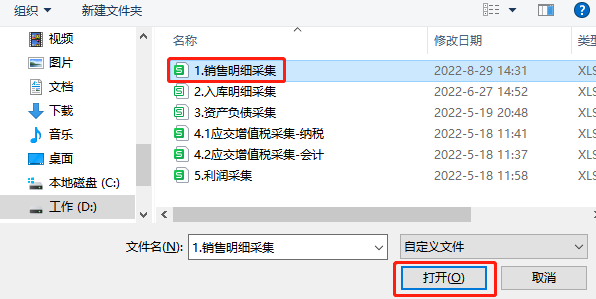 组织 新建文件夹
视频
图片
文档
下载
音乐
桌面
本地磁盘 (C:)
工作 (D:)
名称 修改日期 类
1.销售明细采集 2022-8-29 14:31 XLS
2.入库明细采集 2022-6-27 14:52 XLS
3.资产负债采集 2022-5-19 20:48 XLS
4.1应交增值税采集-纳税 2022-5-18 11:41 XLS
4.2应交增值税采集-会计 2022-5-18 11:37 XLS
5.利润采集 2022-5-18 11:58 XLS
文件名(N): 1.销售明细采集 自定义文件
打开(O) 取消